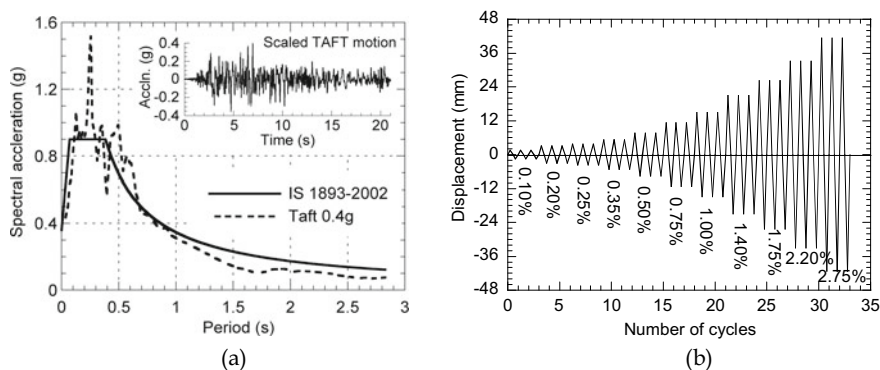 1.6
1.2
0.8
0.4
0
Spectral accleration (g)
0 0.5 1 1.5 2 2.5 3
Period (s)
0.4
0.2
0
-0.2
-0.4
Accln. (g)
Scaled TAFT motion
0 5 10 15 20
Time (s)
IS 1893-2002
Taft 0.4g
(a)
48
36
24
12
0
-12
-24
-36
-48
Displacement (mm)
0.10%
0.20%
0.25%
0.35%
0.50%
0.75%
1.00%
1.40%
1.75%
2.20%
2.75%
0 5 10 15 20 25 30 35
Number of cycles
(b)